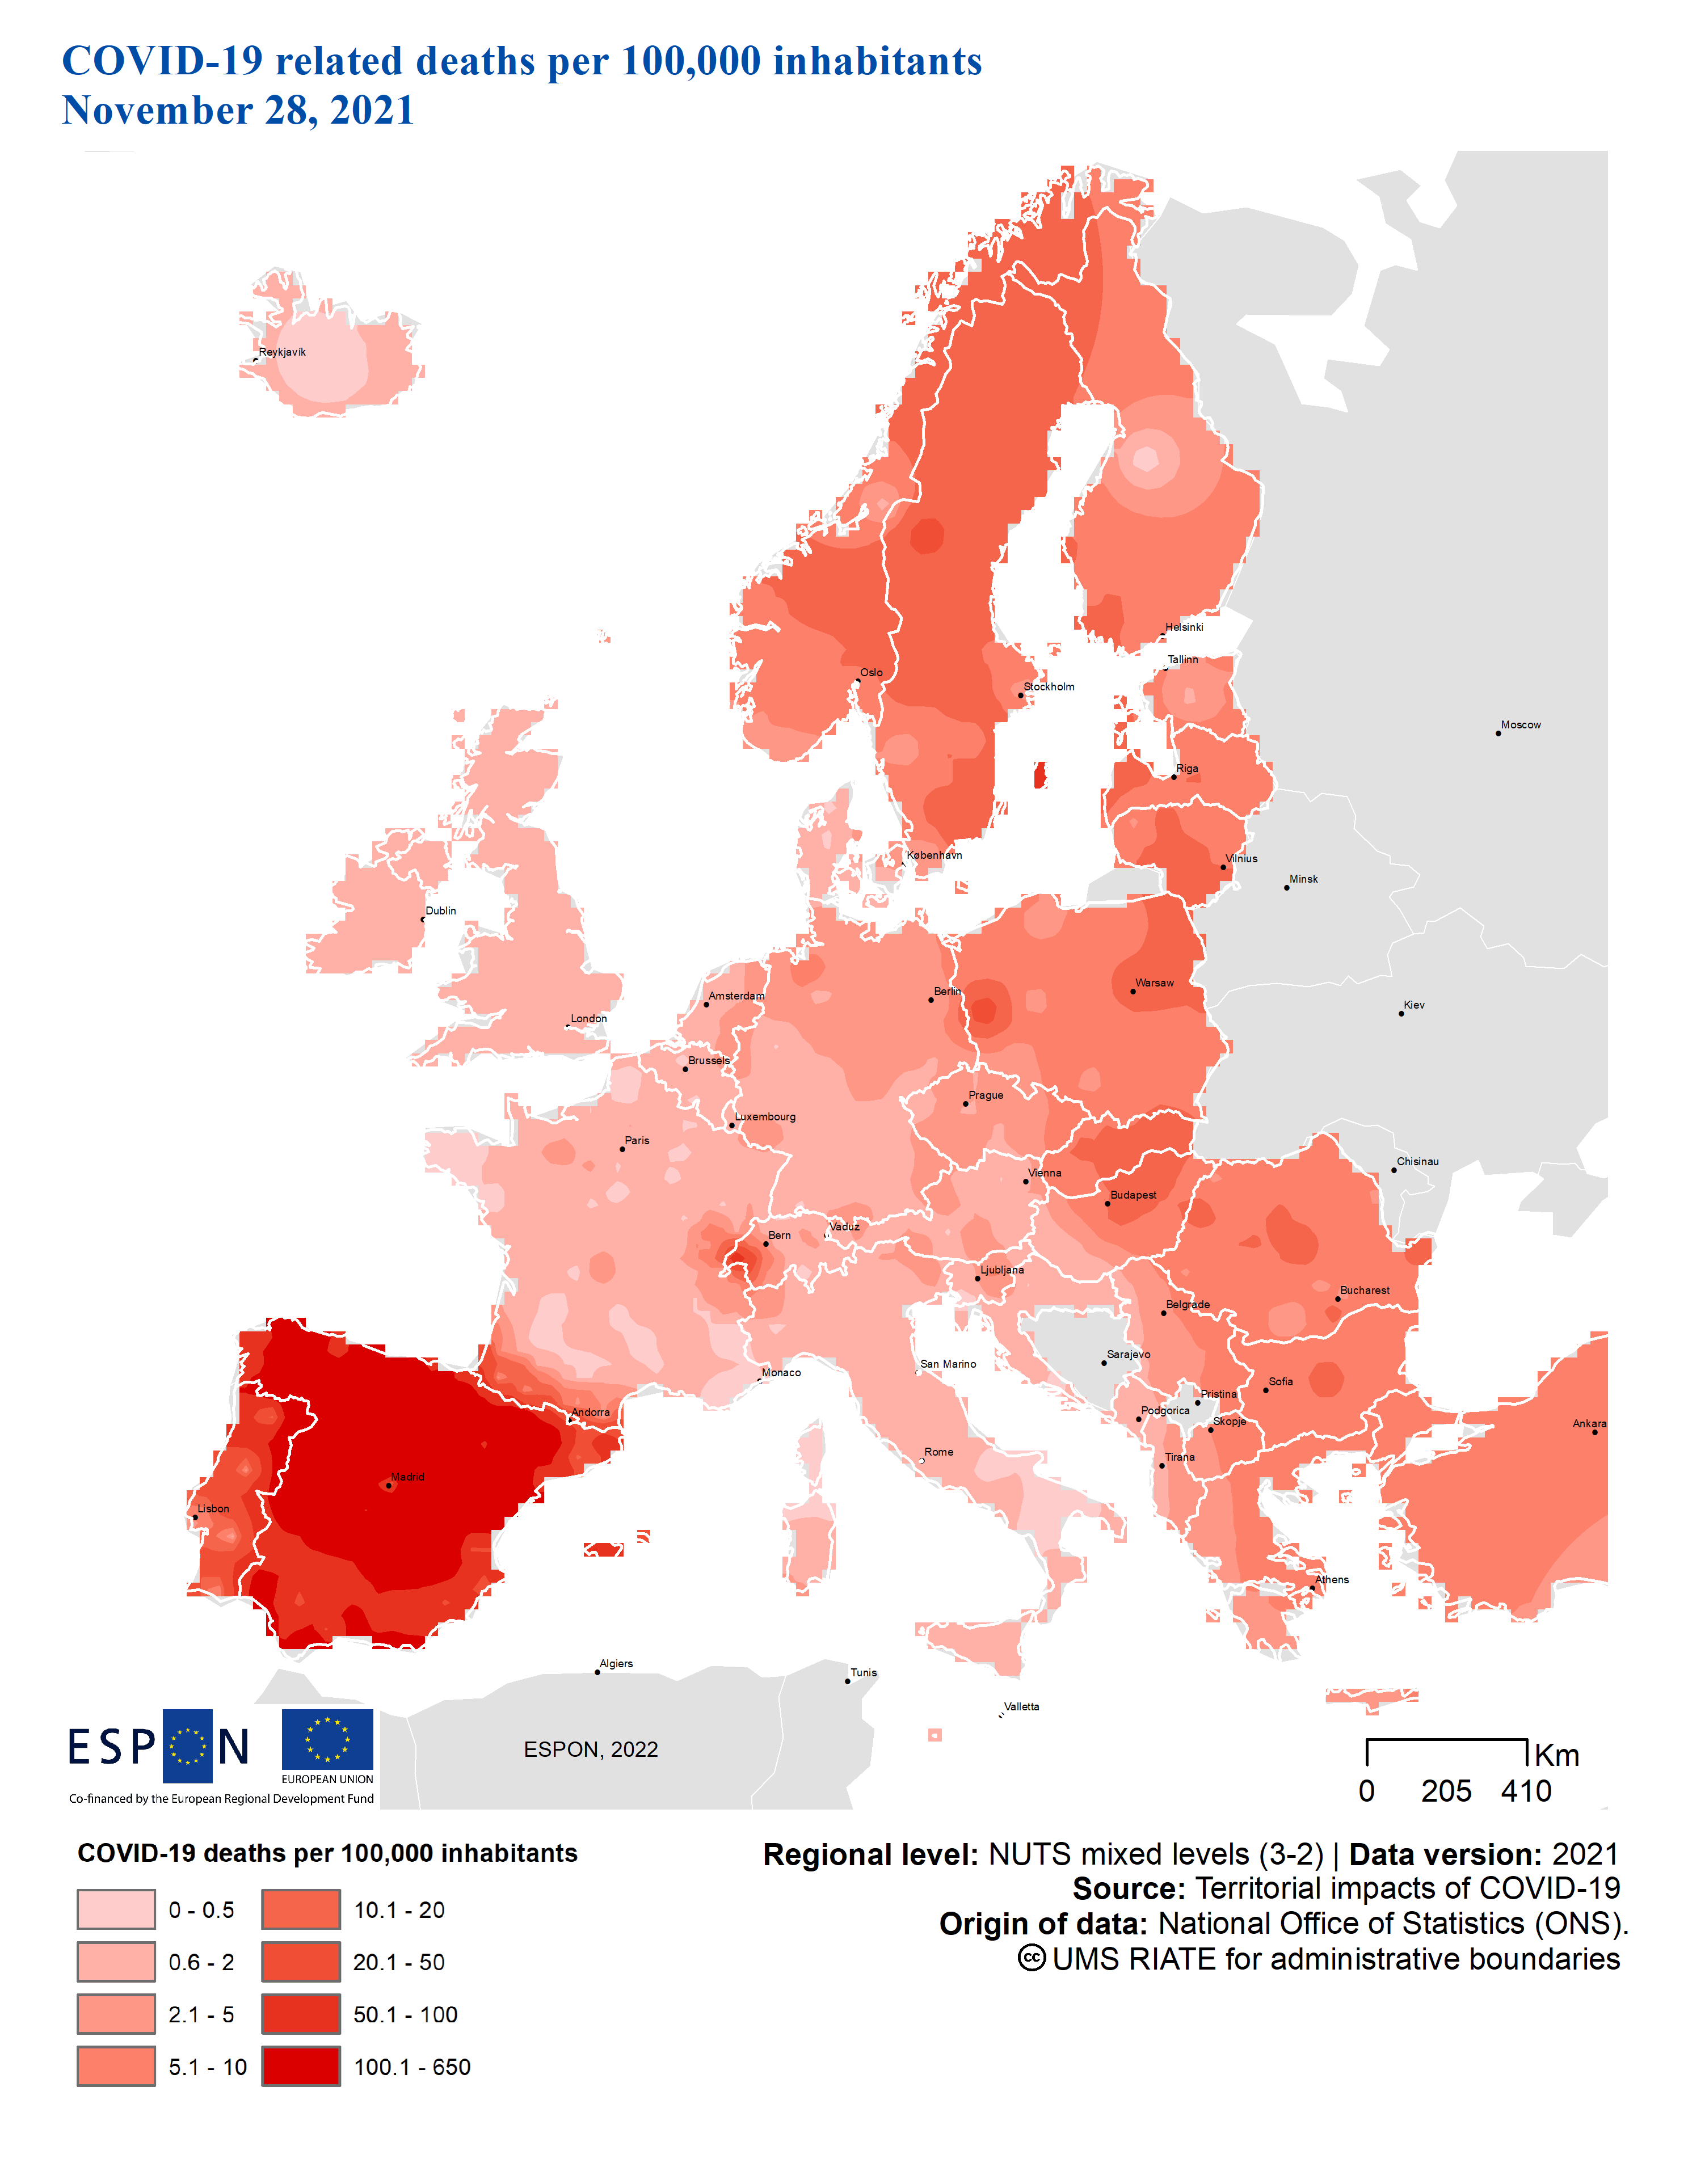 COVID-19 related deaths per 100,000 inhabitants
November 28, 2021
Reykjavík
Helsinki
Tallinn
Oslo
Stockholm
Moscow
Riga
København
Vilnius
Minsk
Dublin
Amsterdam
Berlin
Warsaw
London
Kiev
Brussels
Prague
Luxembourg
Paris
Chisinau
Vienna
Budapest
Bern
Vaduz
Ljubljana
Bucharest
Belgrade
Sarajevo
San Marino
Monaco
Sofia
Pristina
Andorra
Podgorica
Skopje
Ankara
Rome
Tirana
Madrid
Lisbon
Athens
Algiers
Tunis
Valletta
ESPON
EUROPEAN UNION
Co-financed by the European Regional Development Fund
ESPON, 2022
Km
0 205 410
COVID-19 deaths per 100,000 inhabitants
0 - 0.5
0.6 - 2
2.1 - 5
5.1 - 10
10.1 - 20
20.1 - 50
50.1 - 100
100.1 - 650
Regional level: NUTS mixed levels (3-2) | Data version: 2021
Source: Territorial impacts of COVID-19
Origin of data: National Office of Statistics (ONS).
cc UMS RIATE for administrative boundaries